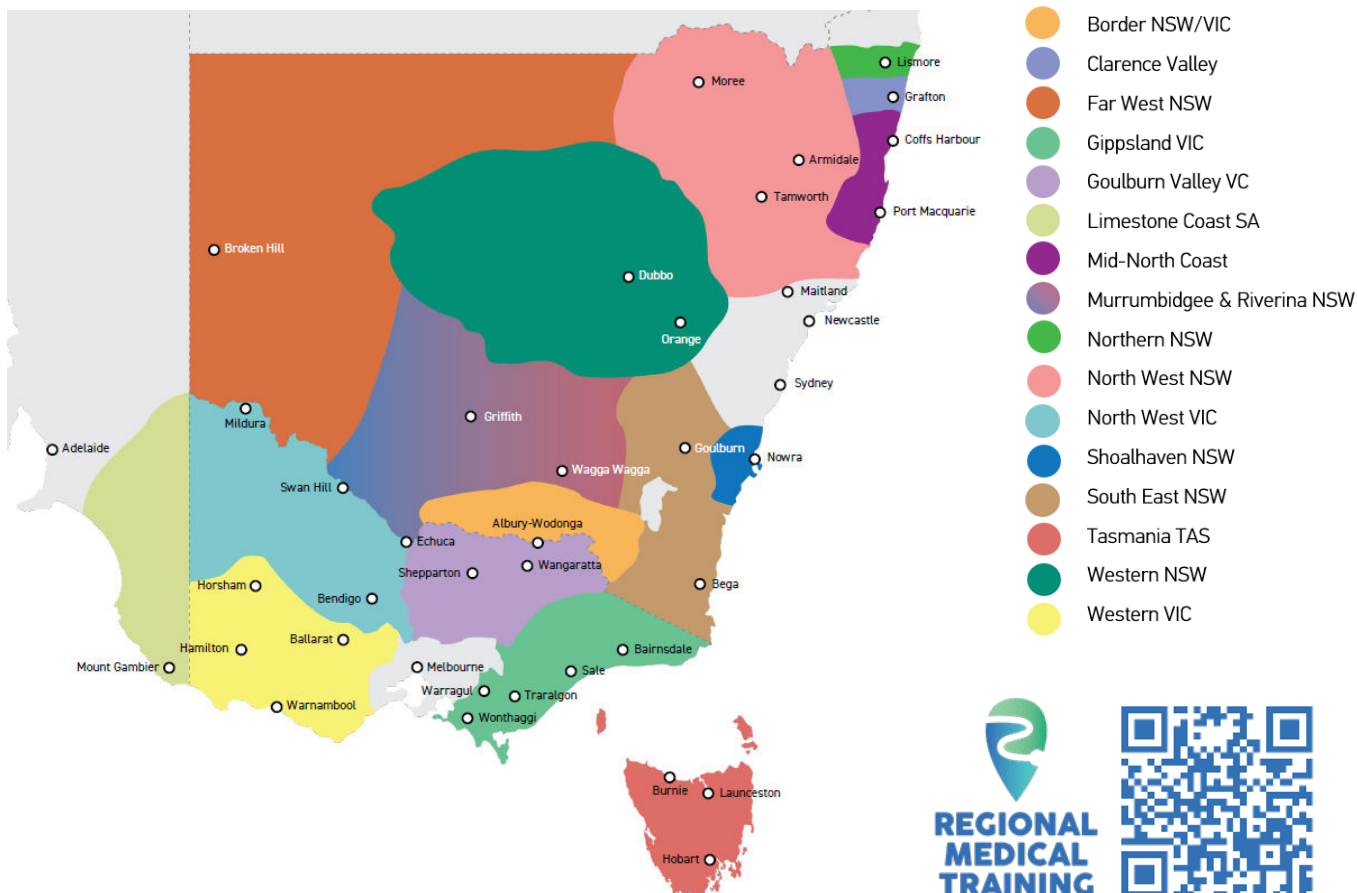 Border NSW/VIC
Clarence Valley
Far West NSW
Gippsland VIC
Goulburn Valley VC
Limestone Coast SA
Mid-North Coast
Murrumbidgee & Riverina NSW
Northern NSW
North West NSW
North West VIC
Shoalhaven NSW
South East NSW
Tasmania TAS
Western NSW
Western VIC
Lismore
Moree
Grafton
Coffs Harbour
Armidale
Tamworth
Port Macquarie
Broken Hill
Dubbo
Maitland
Newcastle
Orange
Sydney
Mildura
Griffith
Adelaide
Goulburn
Nowra
Wagga Wagga
Swan Hill
Albury-Wodonga
Echuca
Shepparton
Wangaratta
Horsham
Bendigo
Bega
Ballarat
Hamilton
Bairnsdale
Mount Gambier
Melbourne
Sale
Warragul
Traralgon
Warnambool
Wonthaggi
Burnie
Launceston
Hobart
REGIONAL
MEDICAL
TRAINING